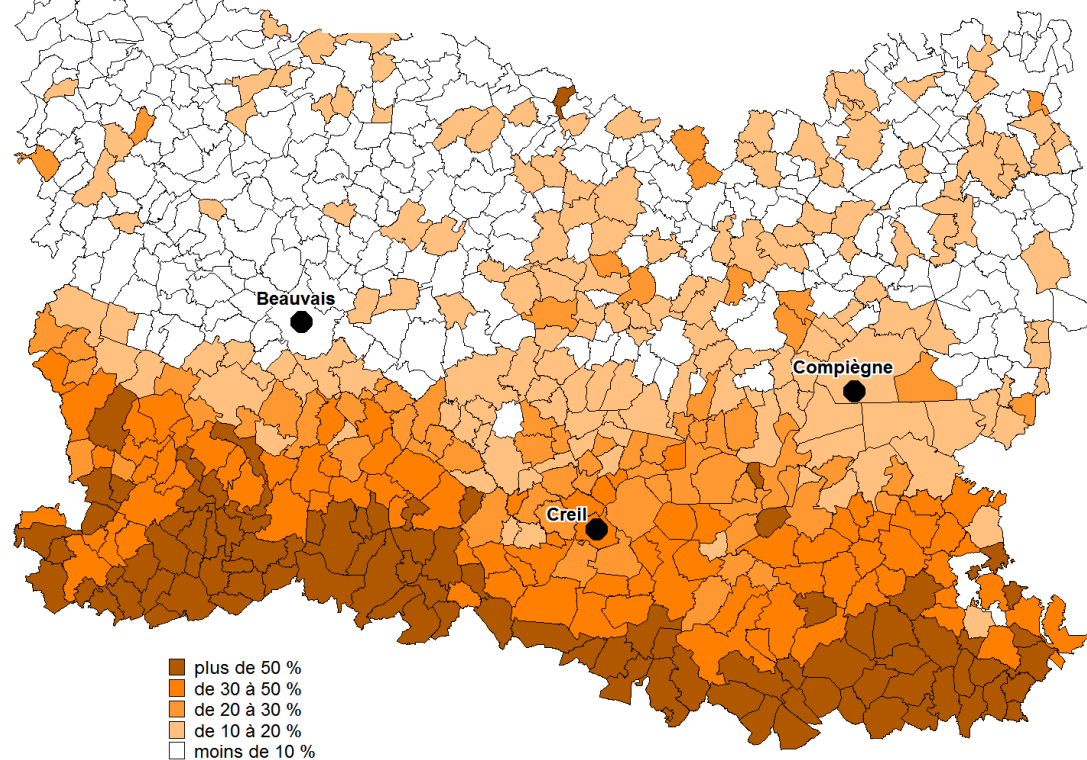 Beauvais
Compiègne
Creil
plus de 50 %
de 30 à 50 %
de 20 à 30 %
de 10 à 20 %
moins de 10 %